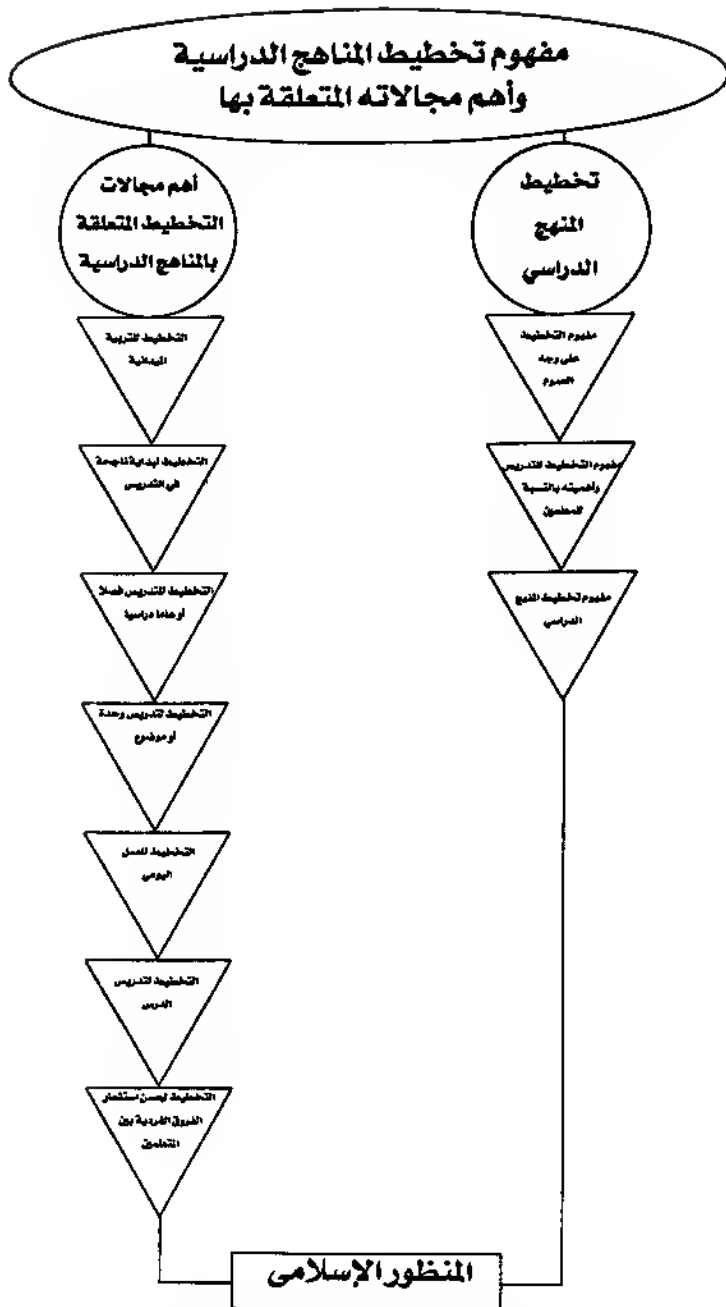 مفهوم تخطيط المناهج الدراسية
وأهم مجالاته المتعلقة بها
تخطيط
المنهج
الدراسي
مفهوم التخطيط
على وجه
العموم
مفهوم التخطيط للتدريس
وأهميته بالنسبة
للمعلمين
مفهوم تخطيط المنهج
الدراسي
أهم مجالات
التخطيط المتعلقة
بالمناهج الدراسية
التخطيط للتربية
الميدانية
التخطيط لبداية ناجحة
في التدريس
التخطيط للتدريس فصلا
أو عاما دراسيا
التخطيط لتدريس وحدة
أو موضوع
التخطيط للعمل
اليومي
التخطيط لتدريس
الدرس
التخطيط لحسن استثمار
الفروق الفردية بين
المتعلمين
المنظور الإسلامى